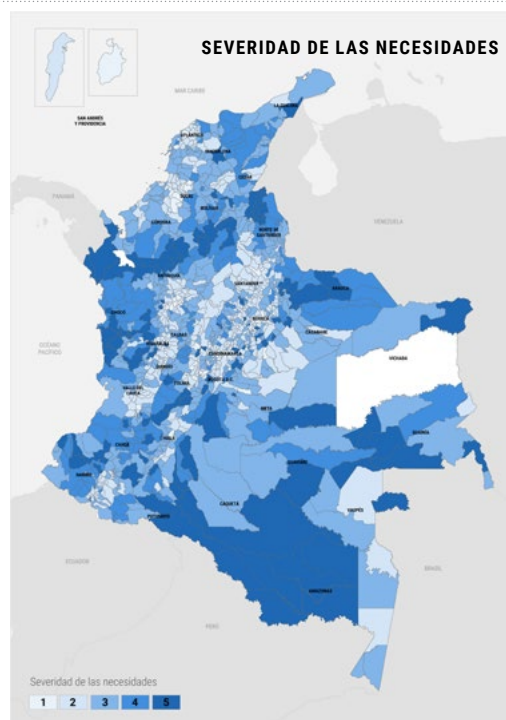 SEVERIDAD DE LAS NECESIDADES
MAR CARIBE
SAN ANDRÉS
Y PROVIDENCIA
LA GUAJIRA
ATLÁNTICO
MAGDALENA
CESAR
PANAMÁ
SUCRE
BOLÍVAR
CÓRDOBA
NORTE DE
SANTANDER
VENEZUELA
ANTIOQUIA
SANTANDER
ARAUCA
CHOCÓ
BOYACÁ
CASANARE
OCÉANO
PACÍFICO
CALDAS
RISARALDA
CUNDINAMARCA
VICHADA
QUINDÍO
BOGOTÁ D.C.
TOLIMA
VALLE DEL
CAUCA
META
GUAINÍA
CAUCA
HUILA
GUAVIARE
NARIÑO
CAQUETÁ
VAUPÉS
PUTUMAYO
ECUADOR
BRASIL
AMAZONAS
PERÚ
Severidad de las necesidades
1 2 3 4 5